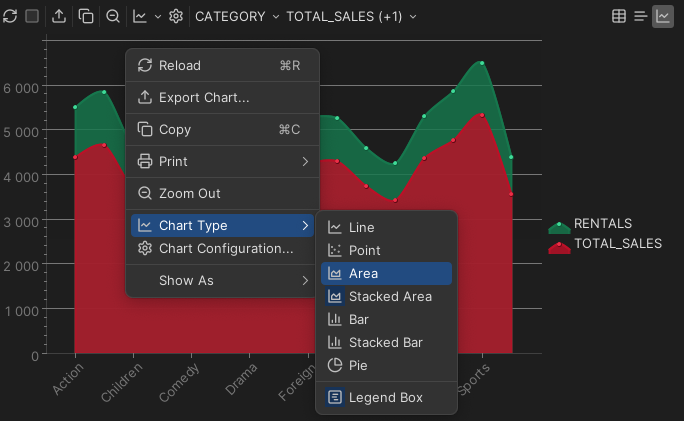 CATEGORY TOTAL_SALES (+1)
Reload ⌘R
Export Chart...
Copy ⌘C
Print
Zoom Out
Chart Type
Chart Configuration...
Show As
Line
Point
Area
Stacked Area
Bar
Stacked Bar
Pie
Legend Box
6 000
5 000
4 000
3 000
2 000
1 000
0
Action
Children
Comedy
Drama
Foreign
Sports
RENTALS
TOTAL_SALES